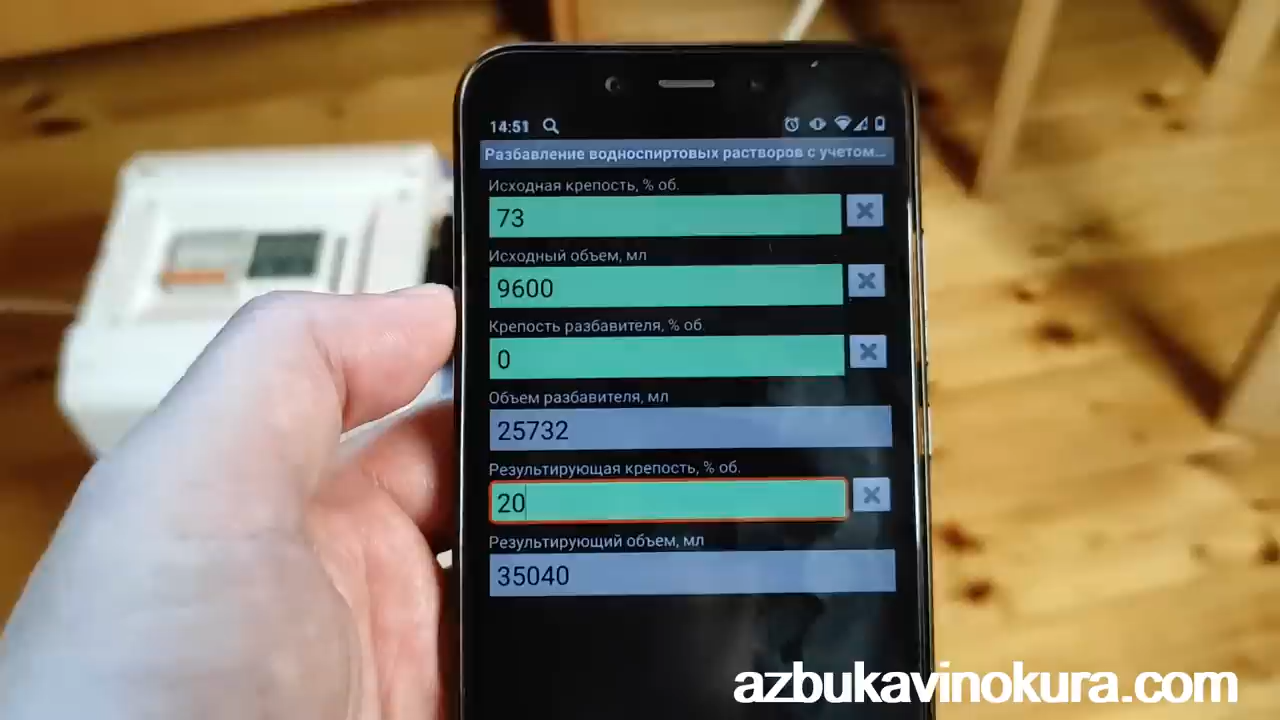 14:51
Разбавление водноспиртовых растворов с учетом...
Исходная крепость, % об.
73
Исходный объем, мл
9600
Крепость разбавителя, % об.
0
Объем разбавителя, мл
25732
Результирующая крепость, % об.
20
Результирующий объем, мл
35040
azbukavinokura.com